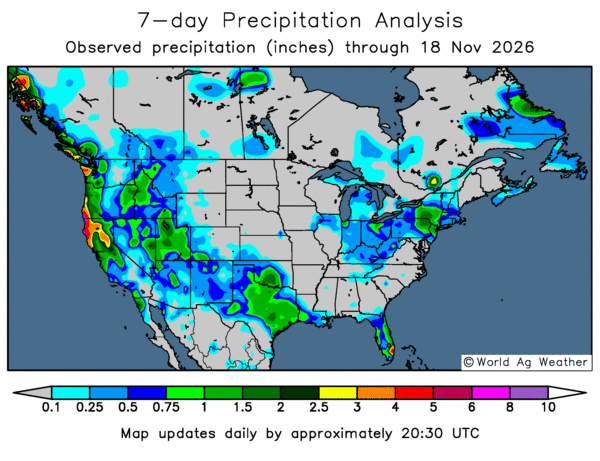 7-day Precipitation Analysis
Observed precipitation (inches) through 18 Nov 2026
© World Ag Weather
0.1 0.25 0.5 0.75 1 1.5 2 2.5 3 4 5 6 8 10
Map updates daily by approximately 20:30 UTC